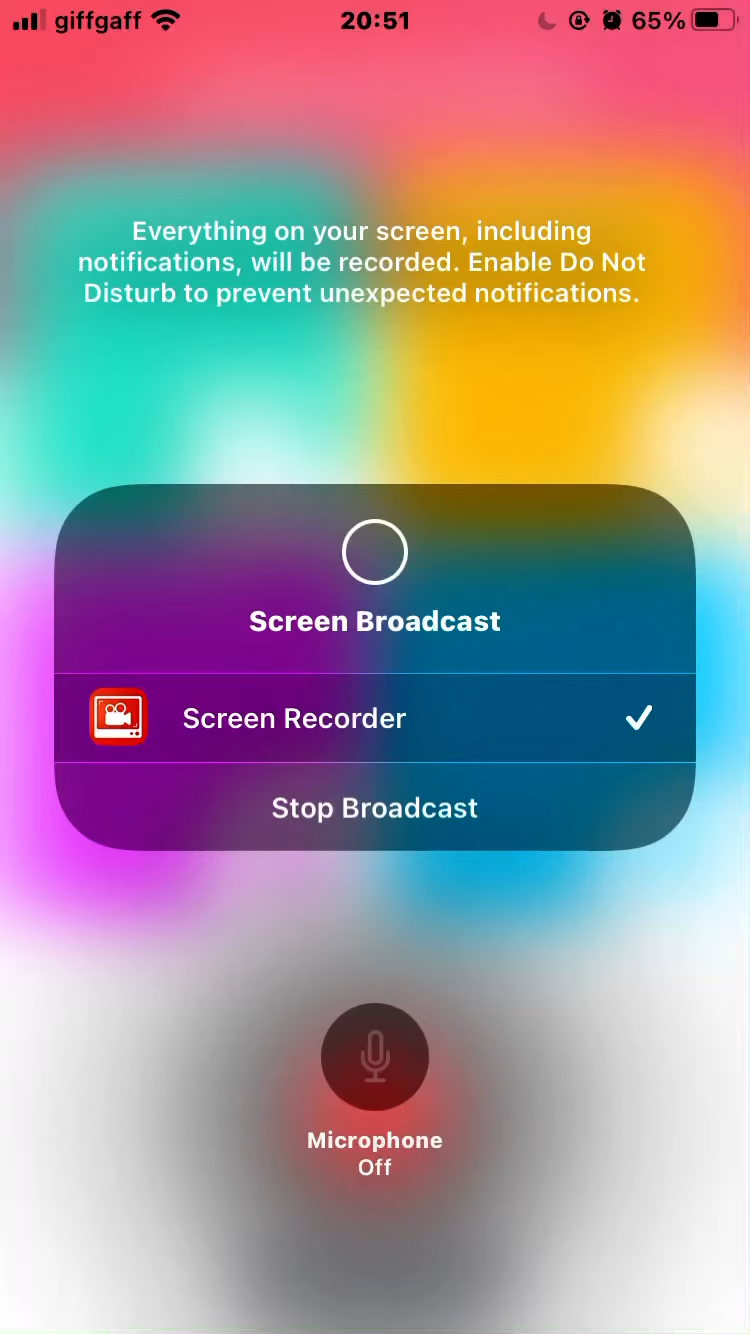 giffgaff 20:51 65%
Everything on your screen, including
notifications, will be recorded. Enable Do Not
Disturb to prevent unexpected notifications.
Screen Broadcast
Screen Recorder
Stop Broadcast
Microphone
Off